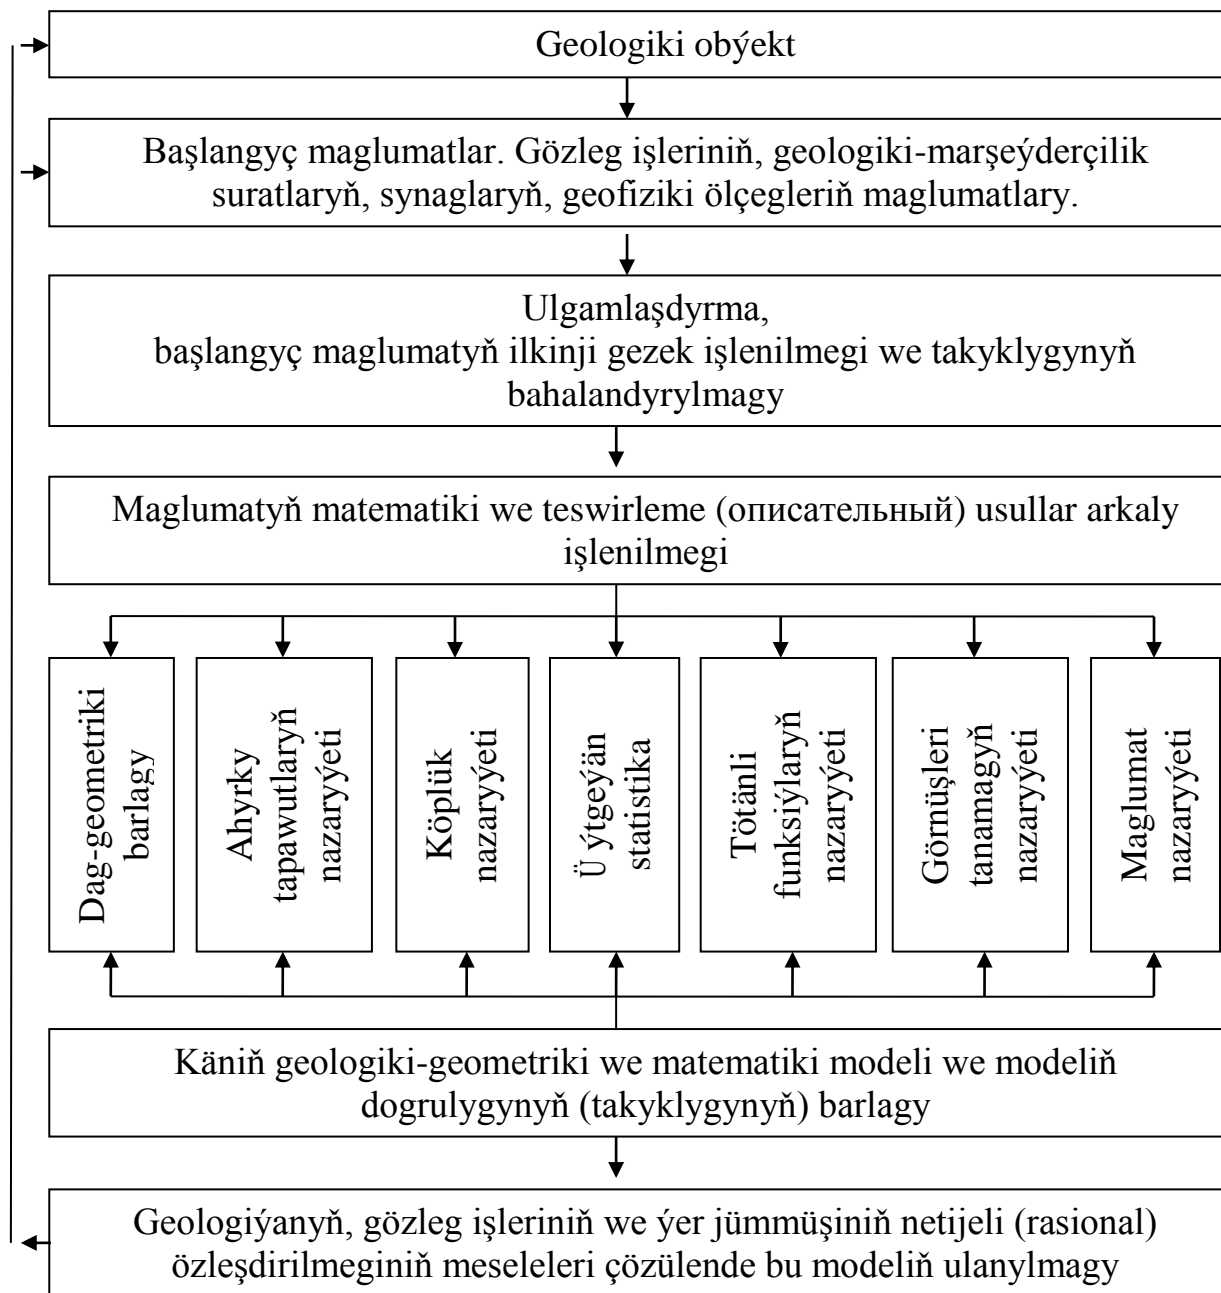 Geologiki obýekt
Başlangyç maglumatlar. Gözleg işleriniň, geologiki-marşeýderçilik
suratlaryň, synaglaryň, geofiziki ölçegleriň maglumatlary.
Ulgamlaşdyrma,
başlangyç maglumatyň ilkinji gezek işlenilmegi we takyklygynyň
bahalandyrylmagy
Maglumatyň matematiki we teswirleme (описательный) usullar arkaly
işlenilmegi
Dag-geometriki
barlagy
Ahyrky
tapawutlaryň
nazaryýeti
Köplük
nazaryýeti
Ü ýtgeýän
statistika
Tötänli
funksiýlaryň
nazaryýeti
Görnüşleri
tanamagyň
nazaryýeti
Maglumat
nazaryýeti
Käniň geologiki-geometriki we matematiki modeli we modeliň
dogrulygynyň (takyklygynyň) barlagy
Geologiýanyň, gözleg işleriniň we ýer jümmüşiniň netijeli (rasional)
özleşdirilmeginiň meseleleri çözülende bu modeliň ulanylmagy